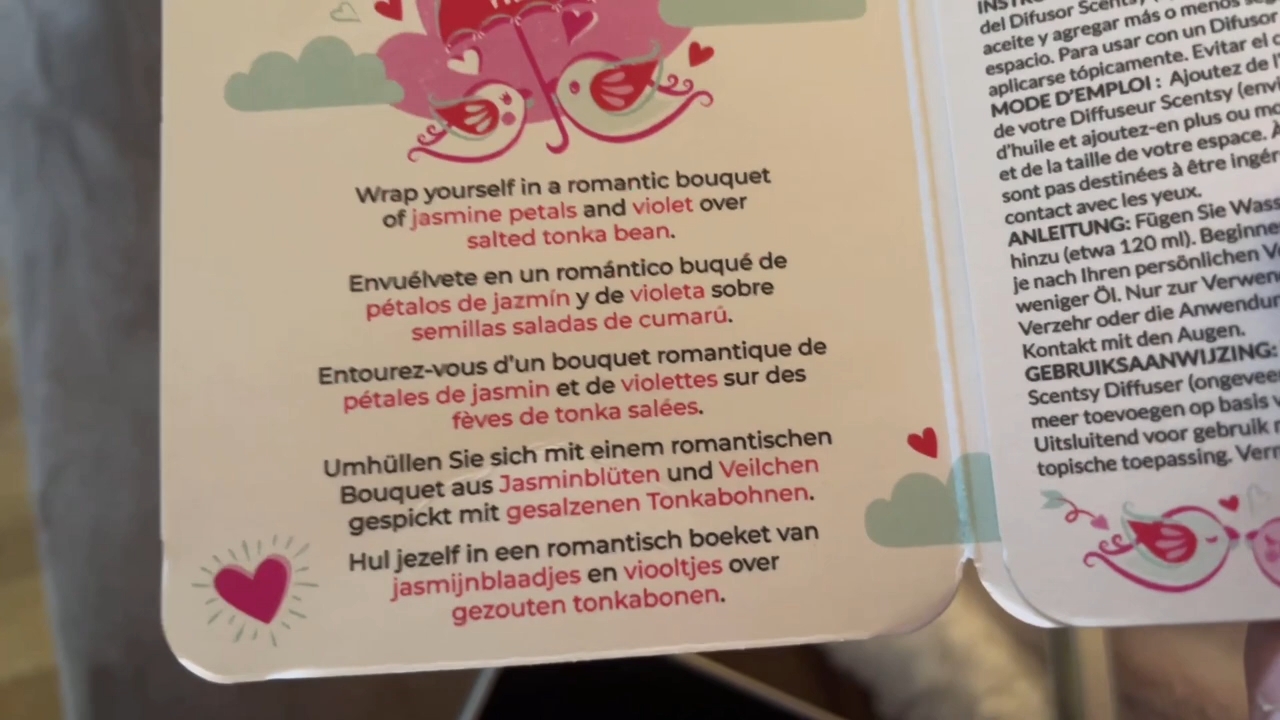 Wrap yourself in a romantic bouquet
of jasmine petals and violet over
salted tonka bean.
Envuélvete en un romántico buqué de
pétalos de jazmín y de violeta sobre
semillas saladas de cumarú.
Entourez-vous d'un bouquet romantique de
pétales de jasmin et de violettes sur des
fèves de tonka salées.
Umhüllen Sie sich mit einem romantischen
Bouquet aus Jasminblüten und Veilchen
gespickt mit gesalzenen Tonkabohnen.
Hul jezelf in een romantisch boeket van
jasmijnblaadjes en viooltjes over
gezouten tonkabonen.
del Difusor Scentsy
aceite y agregar más o menos
espacio. Para usar con un Difusor
aplicarse tópicamente. Evitar el
MODE D'EMPLOI : Ajoutez de
de votre Diffuseur Scentsy
d'huile et ajoutez-en plus ou
et de la taille de votre espace.
sont pas destinées à être
contact avec les yeux.
ANLEITUNG: Fügen Sie
hinzu (etwa 120 ml).
je nach Ihren persönlichen
weniger Öl. Nur zur
Verzehr oder die
Kontakt mit den Augen.
GEBRUIKSAANWIJZING:
Scentsy Diffuser
meer toevoegen op basis
Uitsluitend voor gebruik
topische toepassing.